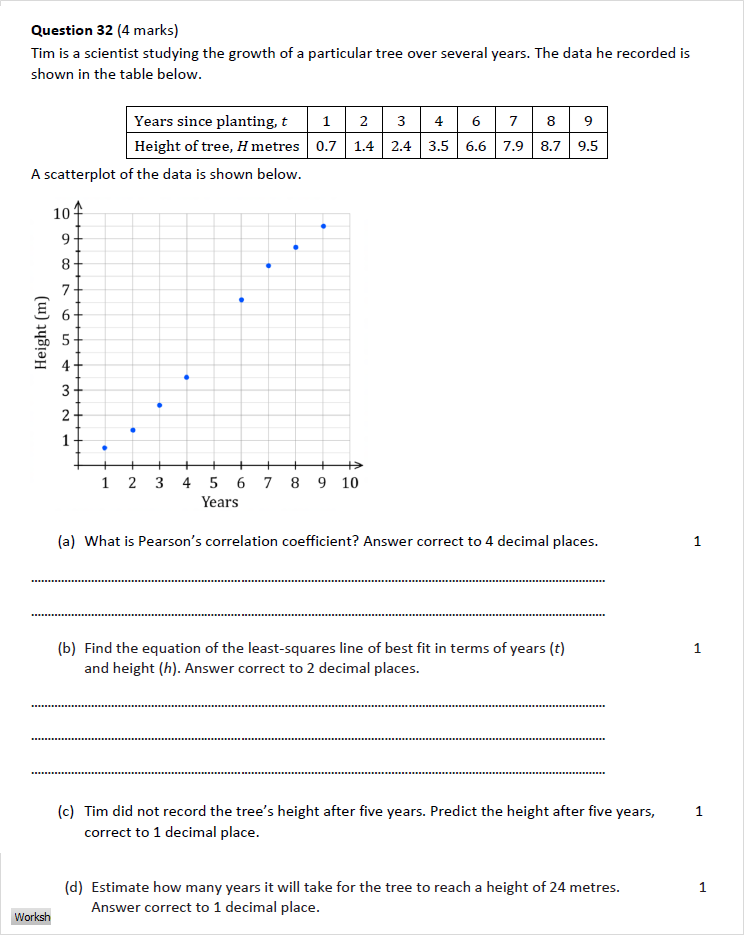 Question 32 (4 marks)
Tim is a scientist studying the growth of a particular tree over several years. The data he recorded is
shown in the table below.
Years since planting, t 1 2 3 4 6 7 8 9
Height of tree, H metres 0.7 1.4 2.4 3.5 6.6 7.9 8.7 9.5
A scatterplot of the data is shown below.
10
9
8
7
6
5
4
3
2
1
Height (m)
1 2 3 4 5 6 7 8 9 10
Years
(a) What is Pearson’s correlation coefficient? Answer correct to 4 decimal places. 1
(b) Find the equation of the least-squares line of best fit in terms of years (t) 1
and height (h). Answer correct to 2 decimal places.
(c) Tim did not record the tree’s height after five years. Predict the height after five years, 1
correct to 1 decimal place.
(d) Estimate how many years it will take for the tree to reach a height of 24 metres. 1
Answer correct to 1 decimal place.
Worksh